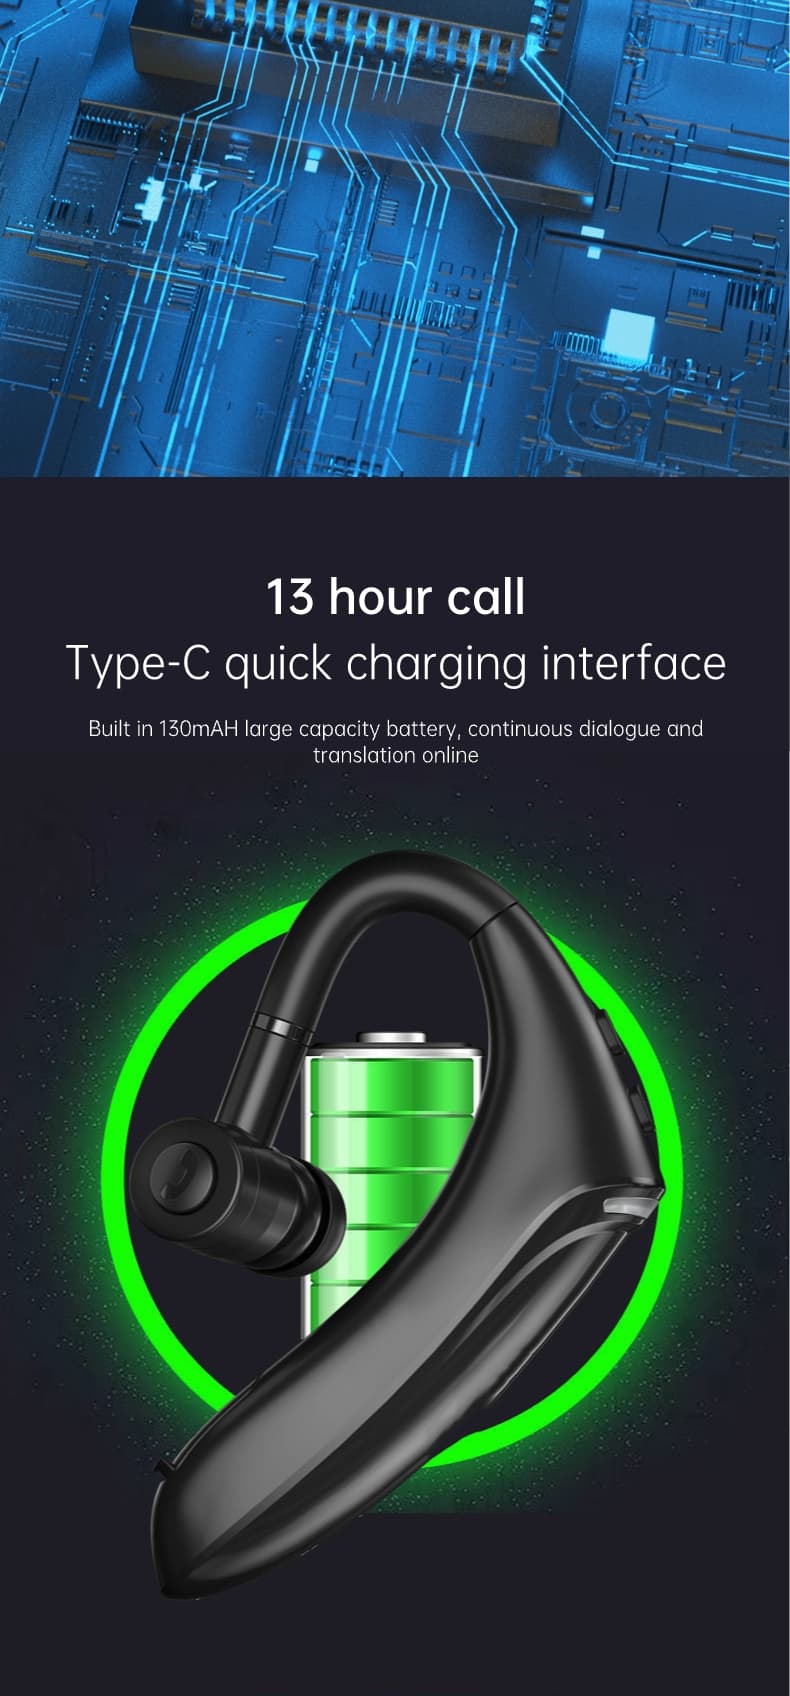 13 hour call
Type-C quick charging interface
Built in 130mAH large capacity battery, continuous dialogue and
translation online